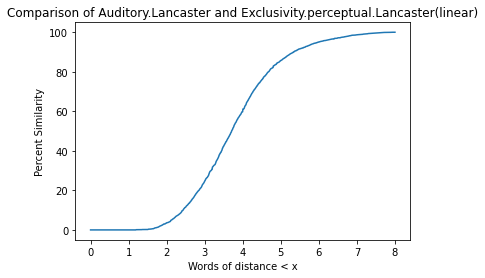 Comparison of Auditory.Lancaster and Exclusivity.perceptual.Lancaster(linear)
100
80
60
40
20
0
Percent Similarity
0 1 2 3 4 5 6 7 8
Words of distance < x